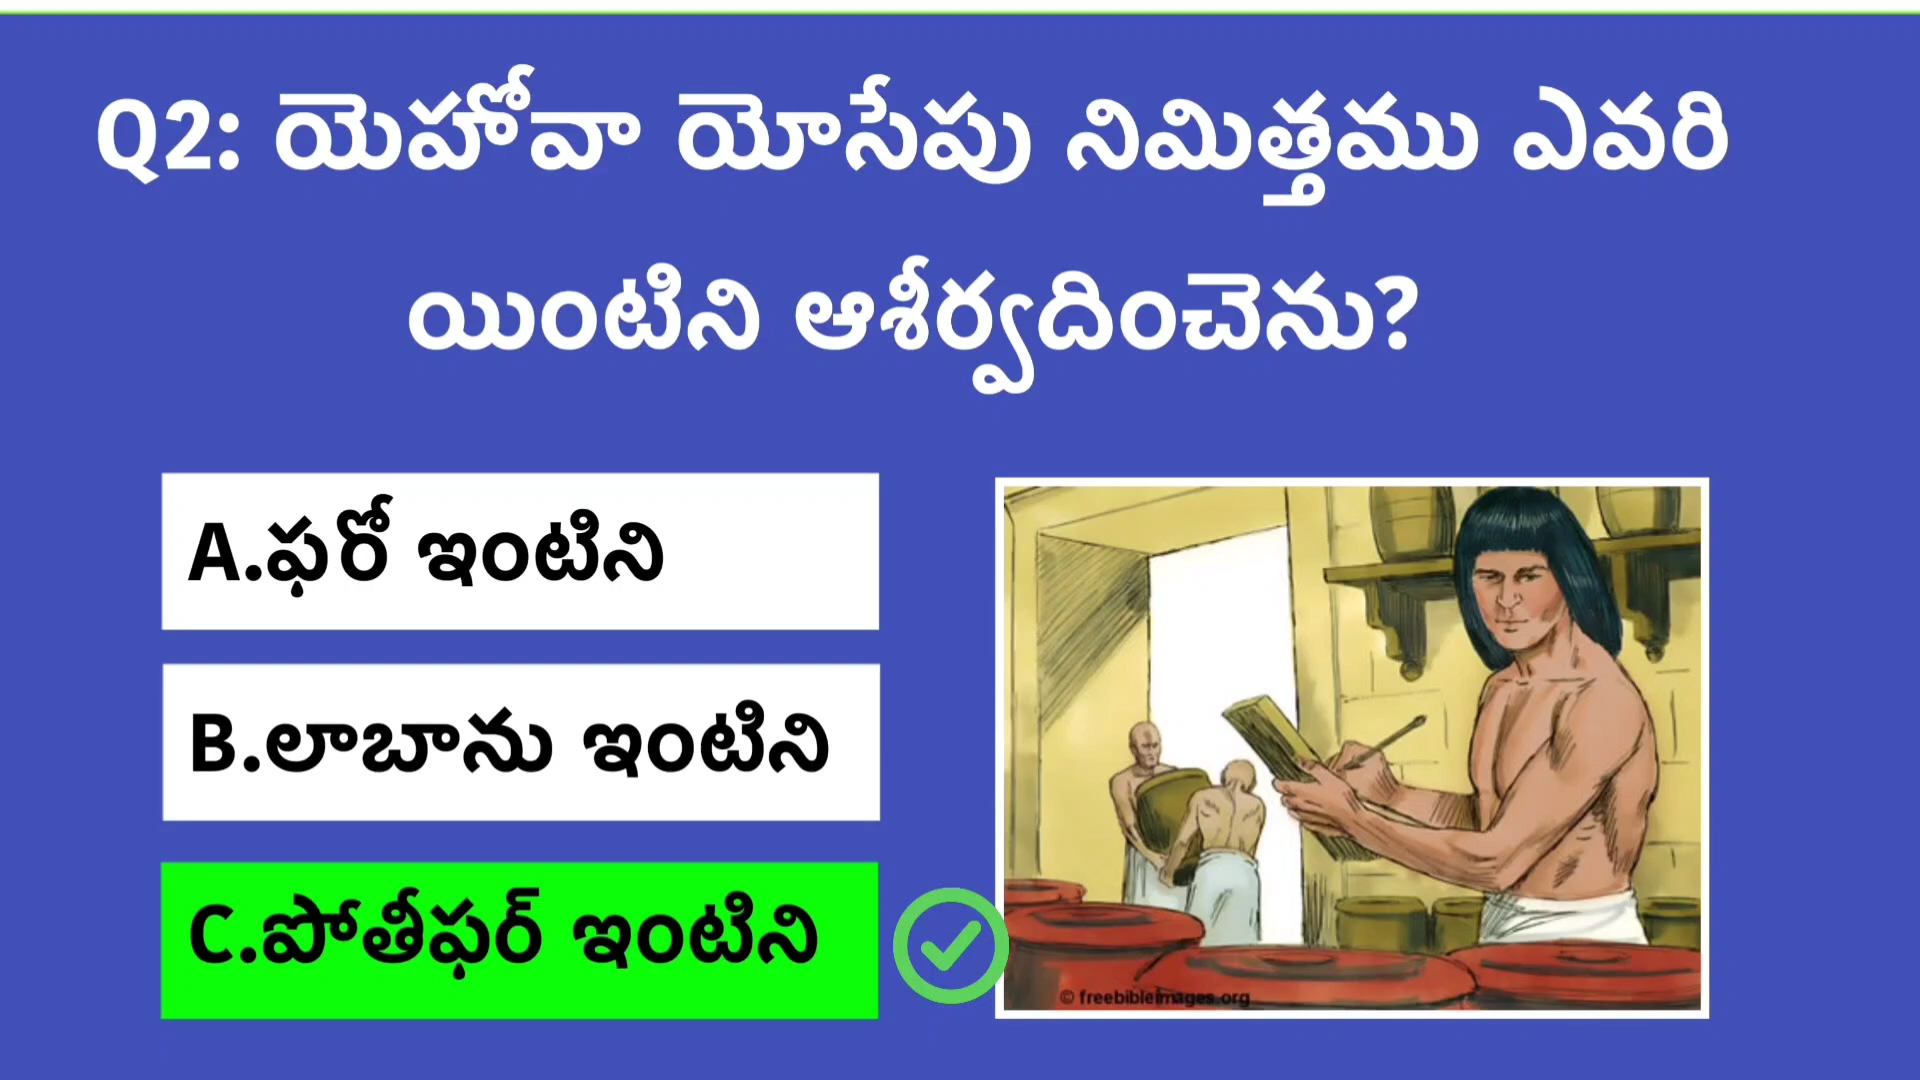 Q2: యెహోవా యోసేపు నిమిత్తము ఎవరి
యింటిని ఆశీర్వదించెను?
A.ఫరో ఇంటిని
B.లాబాను ఇంటిని
C.పోతీఫర్ ఇంటిని
© freebibleimages.org